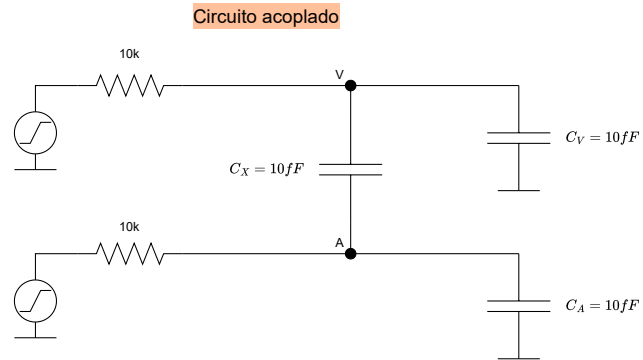 Circuito acoplado
10k
V
C_V = 10fF
C_X = 10fF
10k
A
C_A = 10fF